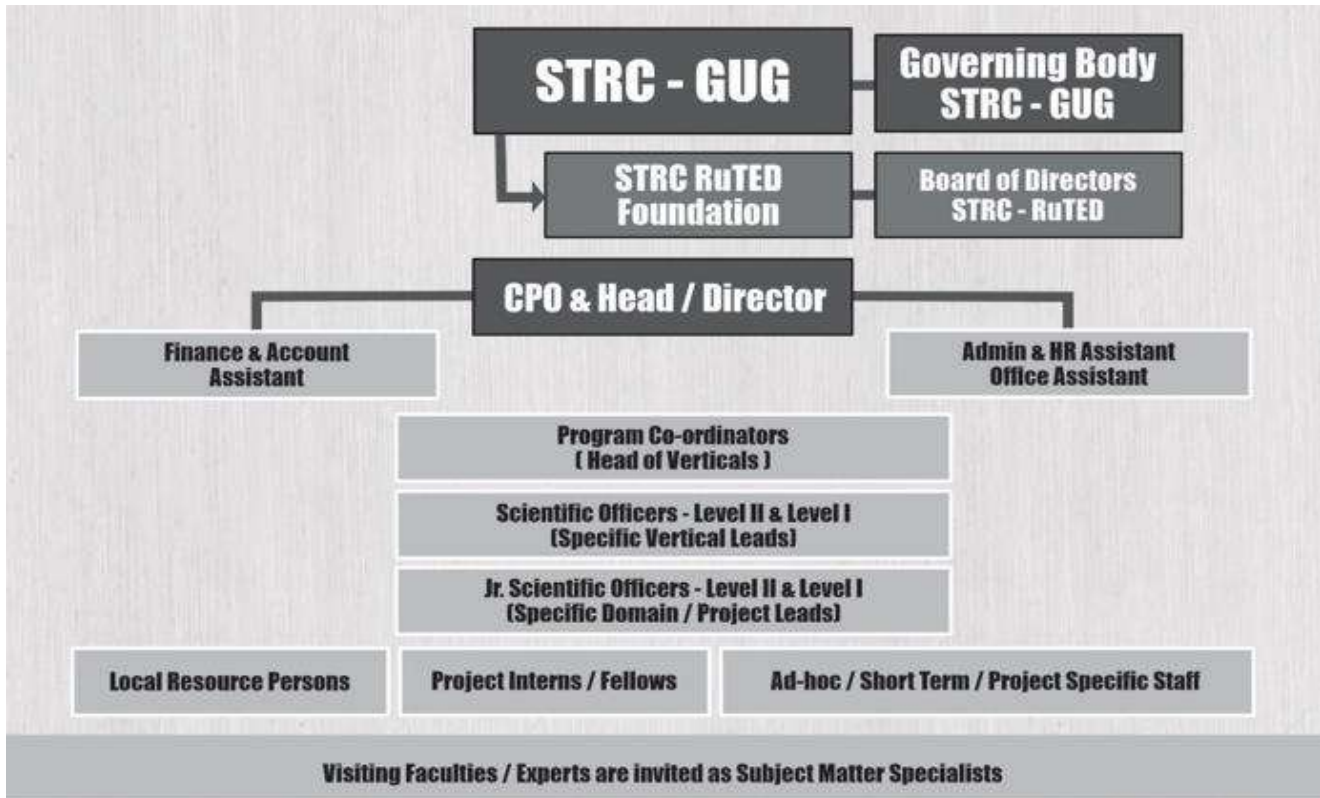 STRC - GUG
Governing Body
STRC - GUG
STRC RuTED
Foundation
Board of Directors
STRC - RuTED
CPO & Head / Director
Finance & Account
Assistant
Admin & HR Assistant
Office Assistant
Program Co-ordinators
( Head of Verticals )
Scientific Officers - Level II & Level I
(Specific Vertical Leads)
Jr. Scientific Officers - Level II & Level I
(Specific Domain / Project Leads)
Local Resource Persons
Project Interns / Fellows
Ad-hoc / Short Term / Project Specific Staff
Visiting Faculties / Experts are invited as Subject Matter Specialists